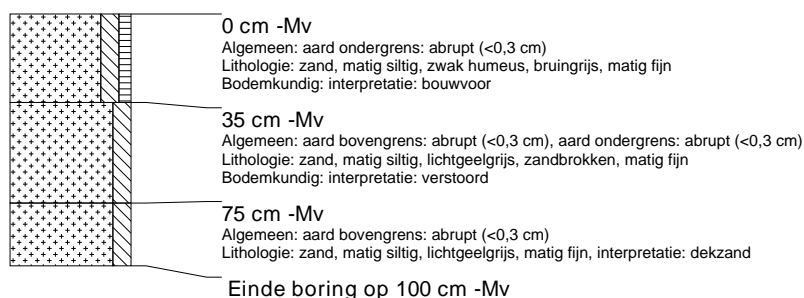 0 cm -Mv
Algemeen: aard ondergrens: abrupt (<0,3 cm)
Lithologie: zand, matig siltig, zwak humeus, bruingrijs, matig fijn
Bodemkundig: interpretatie: bouwvoor
35 cm -Mv
Algemeen: aard bovengrens: abrupt (<0,3 cm), aard ondergrens: abrupt (<0,3 cm)
Lithologie: zand, matig siltig, lichtgeelgrijs, zandbrokken, matig fijn
Bodemkundig: interpretatie: verstoord
75 cm -Mv
Algemeen: aard bovengrens: abrupt (<0,3 cm)
Lithologie: zand, matig siltig, lichtgeelgrijs, matig fijn, interpretatie: dekzand
Einde boring op 100 cm -Mv